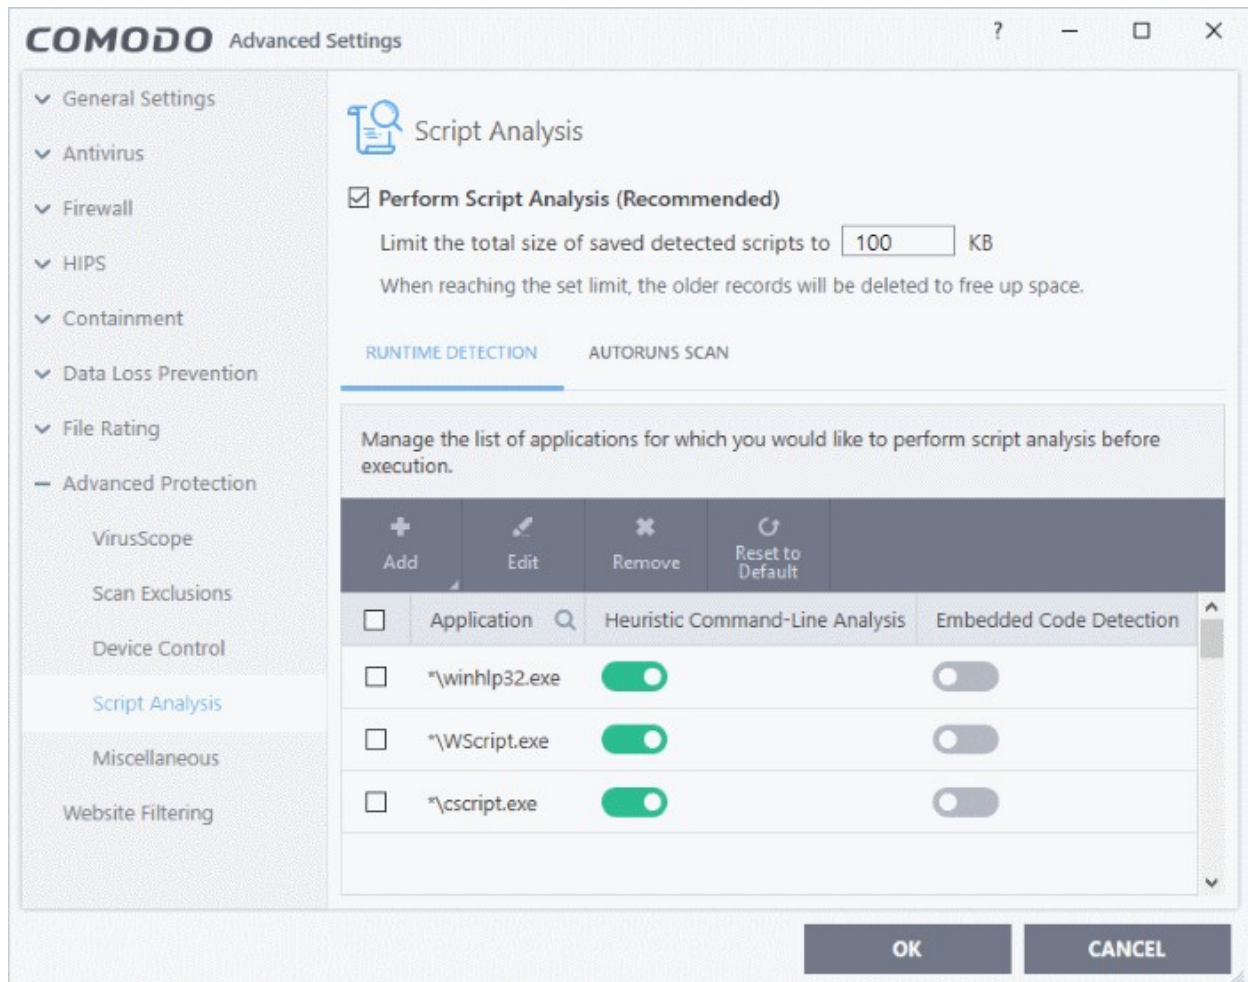 COMODO Advanced Settings ?
General Settings
Antivirus
Firewall
HIPS
Containment
Data Loss Prevention
File Rating
Advanced Protection
VirusScope
Scan Exclusions
Device Control
Script Analysis
Miscellaneous
Website Filtering
Script Analysis
Perform Script Analysis (Recommended)
Limit the total size of saved detected scripts to 100 KB
When reaching the set limit, the older records will be deleted to free up space.
RUNTIME DETECTION AUTORUNS SCAN
Manage the list of applications for which you would like to perform script analysis before
execution.
Add Edit Remove Reset to
Default
Application Heuristic Command-Line Analysis Embedded Code Detection
*\winhlp32.exe
*\WScript.exe
*\cscript.exe
OK CANCEL